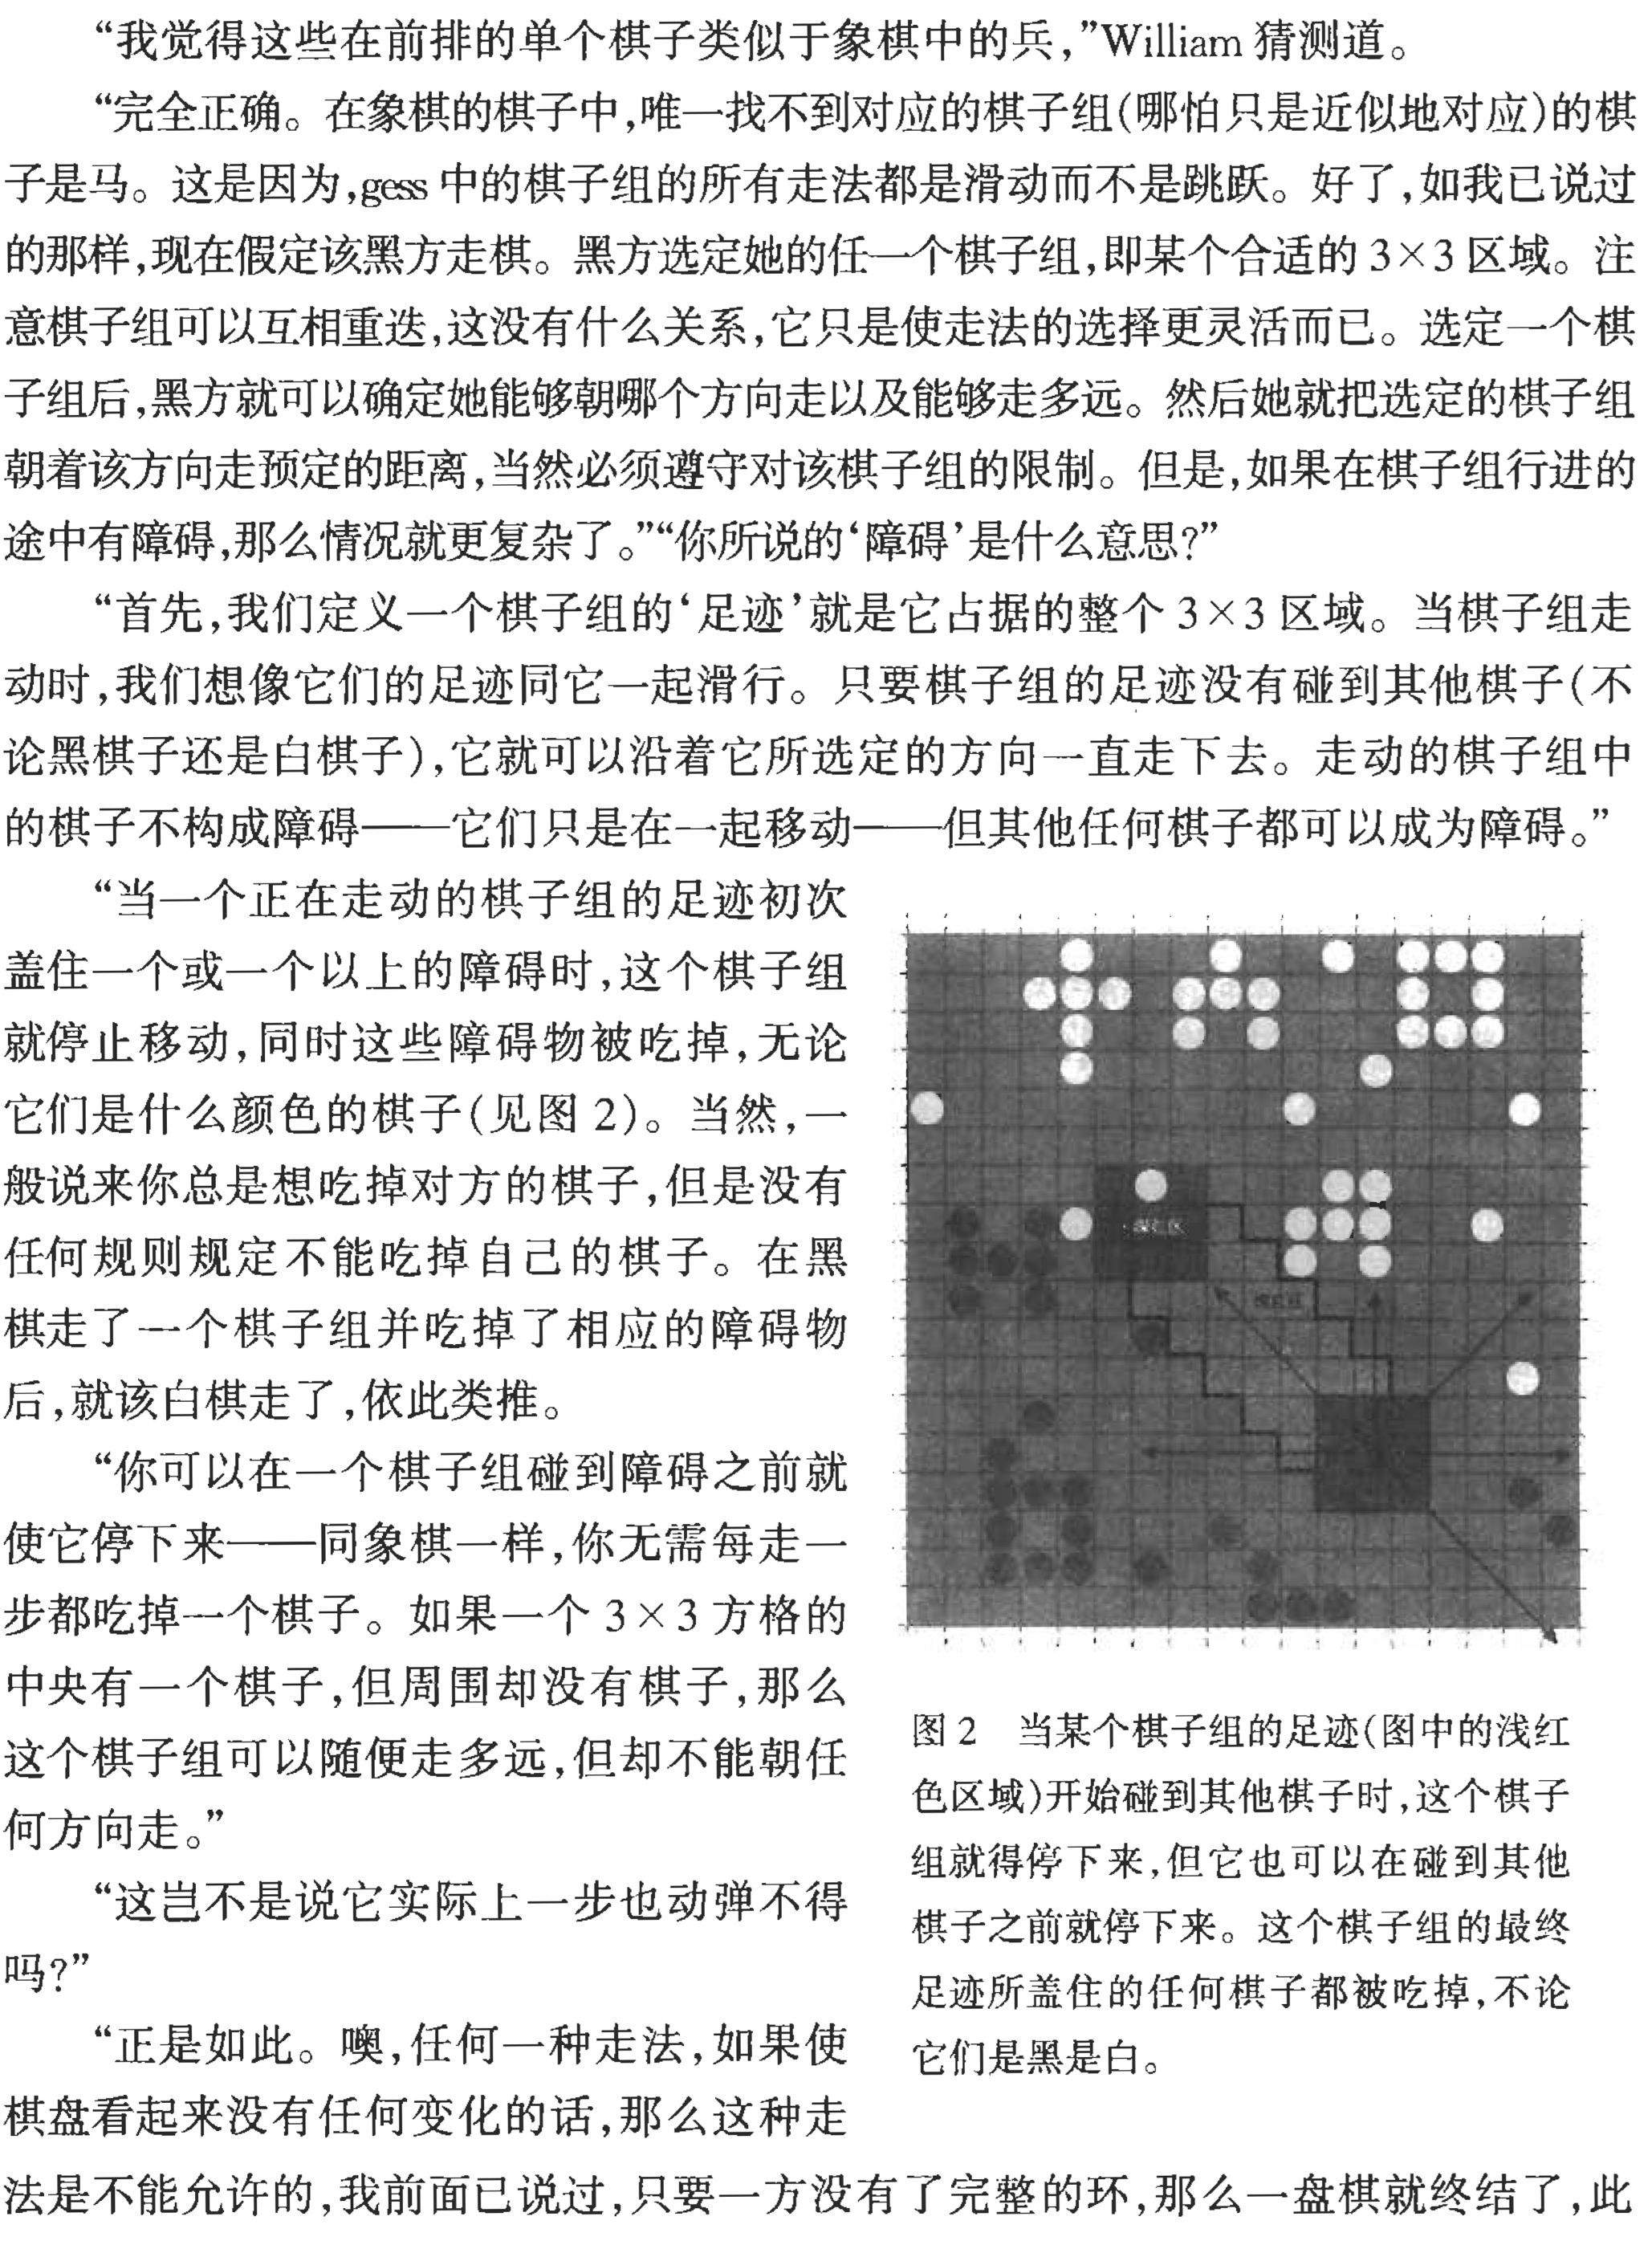 “我觉得这些在前排的单个棋子类似于象棋中的兵，”William 猜测道。
“完全正确。在象棋的棋子中，唯一找不到对应的棋子组(哪怕只是近似地对应)的棋
子是马。这是因为，gess 中的棋子组的所有走法都是滑动而不是跳跃。好了，如我已说过
的那样，现在假定该黑方走棋。黑方选定她的任一个棋子组，即某个合适的 3×3 区域。注
意棋子组可以互相重迭，这没有什么关系，它只是使走法的选择更灵活而已。选定一个棋
子组后，黑方就可以确定她能够朝哪个方向走以及能够走多远。然后她就把选定的棋子组
朝着该方向走预定的距离，当然必须遵守对该棋子组的限制。但是，如果在棋子组行进的
途中有障碍，那么情况就更复杂了。”“你所说的‘障碍’是什么意思？”
“首先，我们定义一个棋子组的‘足迹’就是它占据的整个 3×3 区域。当棋子组走
动时，我们想像它们的足迹同它一起滑行。只要棋子组的足迹没有碰到其他棋子(不
论黑棋子还是白棋子)，它就可以沿着它所选定的方向一直走下去。走动的棋子组中
的棋子不构成障碍——它们只是在一起移动——但其他任何棋子都可以成为障碍。”
“当一个正在走动的棋子组的足迹初次
盖住一个或一个以上的障碍时，这个棋子组
就停止移动，同时这些障碍物被吃掉，无论
它们是什么颜色的棋子(见图 2)。当然，一
般说来你总是想吃掉对方的棋子，但是没有
任何规则规定不能吃掉自己的棋子。在黑
棋走了一个棋子组并吃掉了相应的障碍物
后，就该白棋走了，依此类推。
“你可以在一个棋子组碰到障碍之前就
使它停下来——同象棋一样，你无需每走一
步都吃掉一个棋子。如果一个 3×3 方格的
中央有一个棋子，但周围却没有棋子，那么
这个棋子组可以随便走多远，但却不能朝任
何方向走。”
“这岂不是说它实际上一步也动弹不得
吗？”
“正是如此。噢，任何一种走法，如果使
棋盘看起来没有任何变化的话，那么这种走
法是不能允许的，我前面已说过，只要一方没有了完整的环，那么一盘棋就终结了，此
图 2 当某个棋子组的足迹(图中的浅红
色区域)开始碰到其他棋子时，这个棋子
组就得停下来，但它也可以在碰到其他
棋子之前就停下来。这个棋子组的最终
足迹所盖住的任何棋子都被吃掉，不论
它们是黑是白。